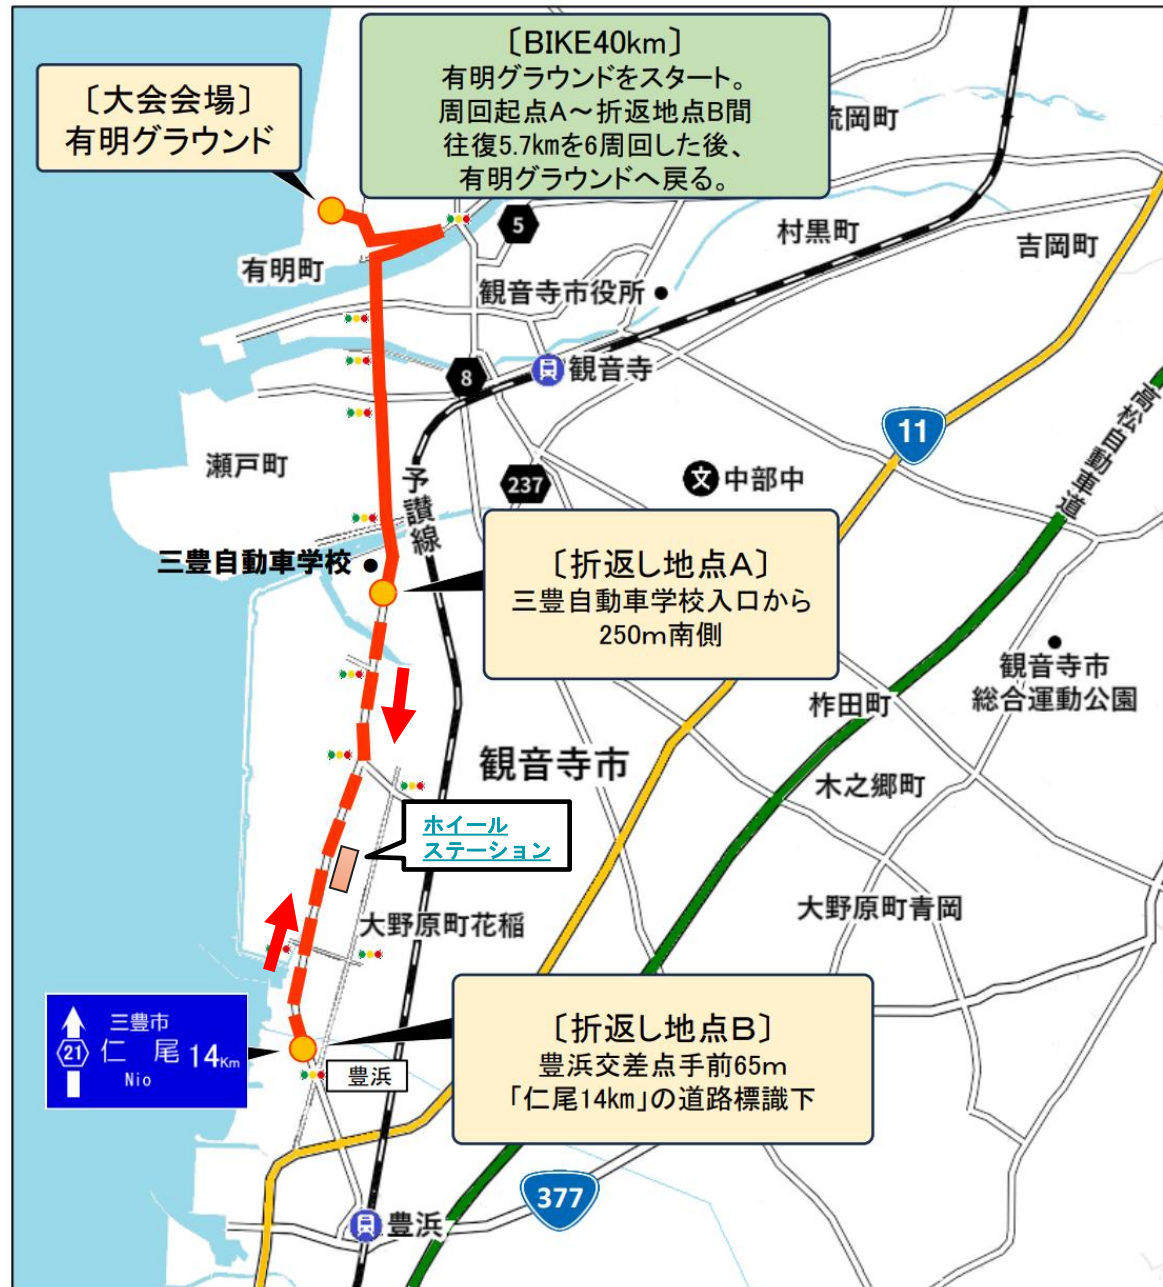 〔BIKE40km〕
有明グラウンドをスタート。
周回起点A～折返地点B間
往復5.7kmを6周回した後、
有明グラウンドへ戻る。
〔大会会場〕
有明グラウンド
流岡町
5
村黒町
吉岡町
有明町
観音寺市役所
8
観音寺
11
高松自動車道
瀬戸町
予讃線
237
文
中部中
三豊自動車学校
〔折返し地点A〕
三豊自動車学校入口から
250m南側
観音寺市
総合運動公園
柞田町
観音寺市
木之郷町
ホイール
ステーション
大野原町花稲
大野原町青岡
三豊市
21
仁 尾 14Km
Nio
〔折返し地点B〕
豊浜交差点手前65m
「仁尾14km」の道路標識下
豊浜
377
豊浜